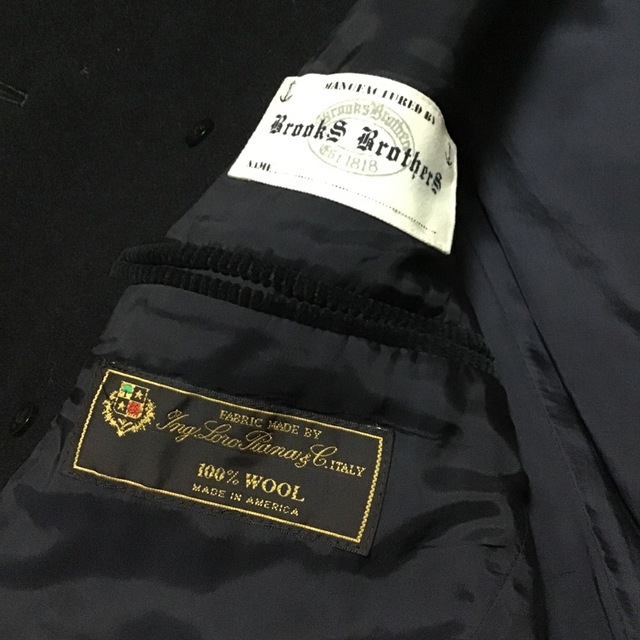 MANUFACTURED BY
Brooks Brothers
BrookS BrotherS
Est 1818
NAME
FABRIC MADE BY
Ing. Loro Piana & C. ITALY
100% WOOL
MADE IN AMERICA